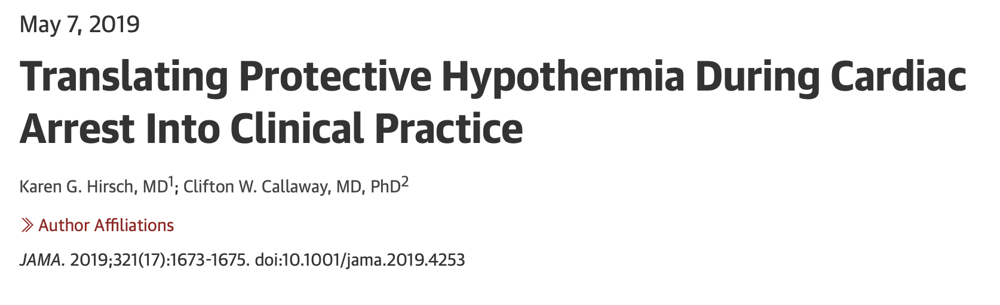 May 7, 2019
Translating Protective Hypothermia During Cardiac
Arrest Into Clinical Practice
Karen G. Hirsch, MD1; Clifton W. Callaway, MD, PhD2
Author Affiliations
JAMA. 2019;321(17):1673-1675. doi:10.1001/jama.2019.4253